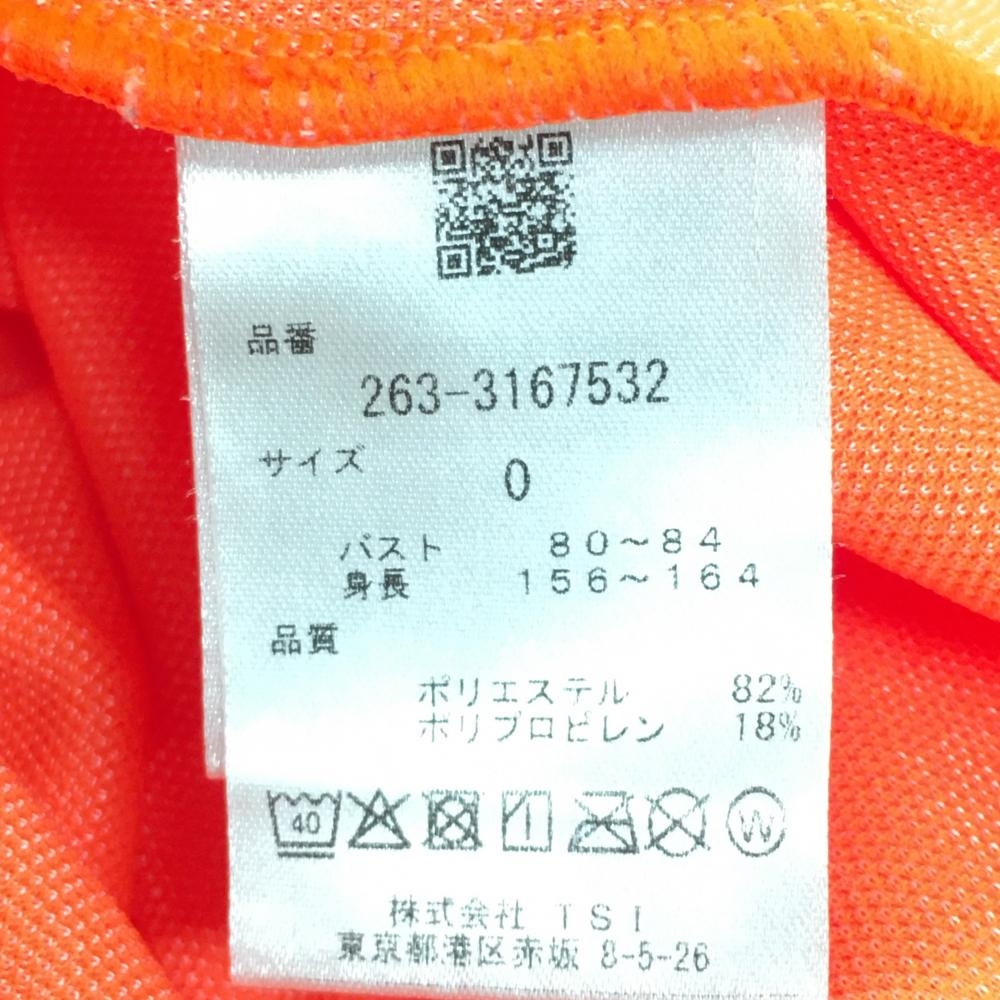 品番
263-3167532
サイズ 0
バスト 80~84
身長 156~164
品質
ポリエステル 82%
ポリプロピレン 18%
40
W
株式会社 TSI
東京都港区赤坂 8-5-26